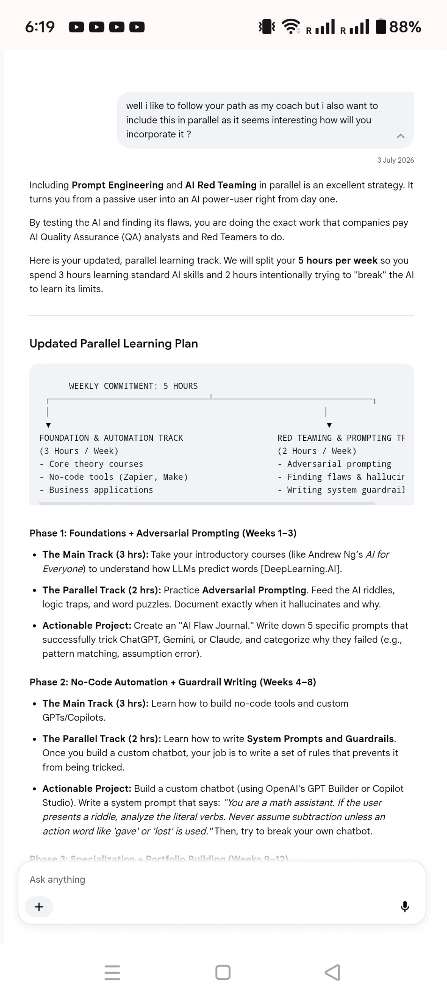 6:19
R R 88%
well i like to follow your path as my coach but i also want to
include this in parallel as it seems interesting how will you
incorporate it ?
3 July 2026
Including Prompt Engineering and AI Red Teaming in parallel is an excellent strategy. It
turns you from a passive user into an AI power-user right from day one.
By testing the AI and finding its flaws, you are doing the exact work that companies pay
AI Quality Assurance (QA) analysts and Red Teamers to do.
Here is your updated, parallel learning track. We will split your 5 hours per week so you
spend 3 hours learning standard AI skills and 2 hours intentionally trying to "break" the AI
to learn its limits.
Updated Parallel Learning Plan
WEEKLY COMMITMENT: 5 HOURS
FOUNDATION & AUTOMATION TRACK
(3 Hours / Week)
- Core theory courses
- No-code tools (Zapier, Make)
- Business applications
RED TEAMING & PROMPTING TR
(2 Hours / Week)
- Adversarial prompting
- Finding flaws & hallucin
- Writing system guardrail
Phase 1: Foundations + Adversarial Prompting (Weeks 1–3)
• The Main Track (3 hrs): Take your introductory courses (like Andrew Ng’s AI for
Everyone) to understand how LLMs predict words [DeepLearning.AI].
• The Parallel Track (2 hrs): Practice Adversarial Prompting. Feed the AI riddles,
logic traps, and word puzzles. Document exactly when it hallucinates and why.
• Actionable Project: Create an "AI Flaw Journal." Write down 5 specific prompts that
successfully trick ChatGPT, Gemini, or Claude, and categorize why they failed (e.g.,
pattern matching, assumption error).
Phase 2: No-Code Automation + Guardrail Writing (Weeks 4–8)
• The Main Track (3 hrs): Learn how to build no-code tools and custom
GPTs/Copilots.
• The Parallel Track (2 hrs): Learn how to write System Prompts and Guardrails.
Once you build a custom chatbot, your job is to write a set of rules that prevents it
from being tricked.
• Actionable Project: Build a custom chatbot (using OpenAI's GPT Builder or Copilot
Studio). Write a system prompt that says: "You are a math assistant. If the user
presents a riddle, analyze the literal verbs. Never assume subtraction unless an
action word like 'gave' or 'lost' is used." Then, try to break your own chatbot.
Phase 3: Specialization + Portfolio Building (Weeks 9–12)
Ask anything